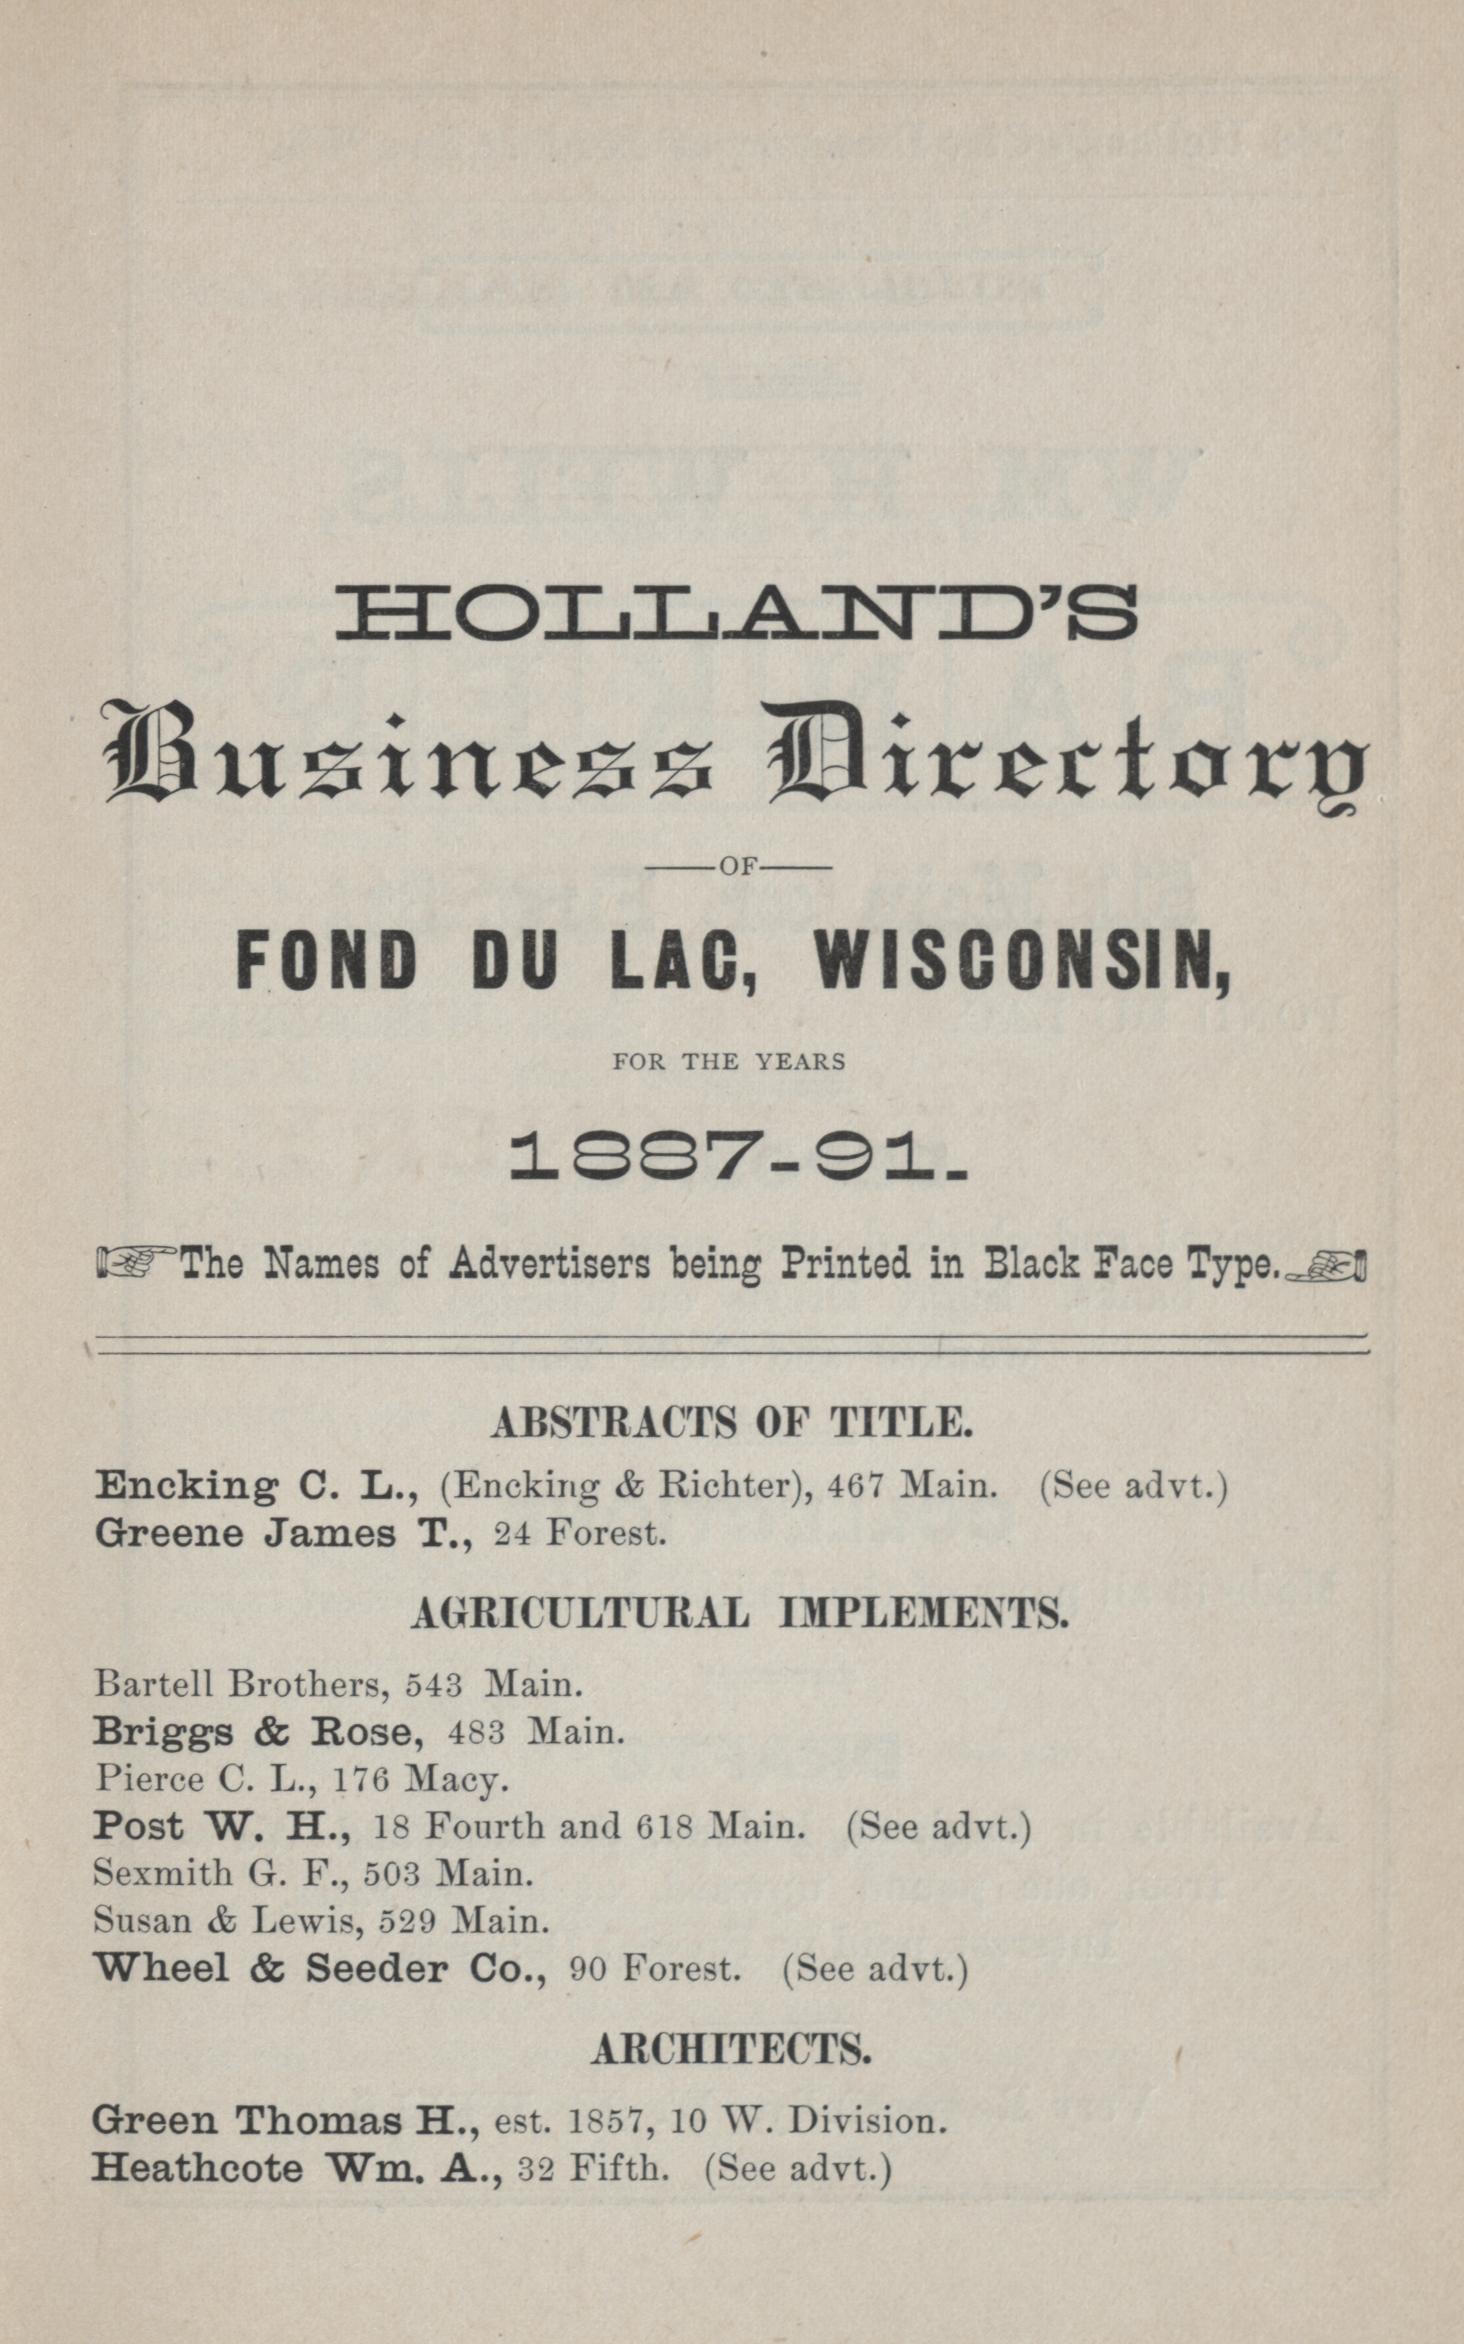 HOLLAND'S
Business Directory
OF
FOND DU LAC, WISCONSIN,
FOR THE YEARS
1887-91.
The Names of Advertisers being Printed in Black Face Type.
ABSTRACTS OF TITLE.
Encking C. L., (Encking & Richter), 467 Main. (See advt.)
Greene James T., 24 Forest.
AGRICULTURAL IMPLEMENTS.
Bartell Brothers, 543 Main.
Briggs & Rose, 483 Main.
Pierce C. L., 176 Macy.
Post W. H., 18 Fourth and 618 Main. (See advt.)
Sexmith G. F., 503 Main.
Susan & Lewis, 529 Main.
Wheel & Seeder Co., 90 Forest. (See advt.)
ARCHITECTS.
Green Thomas H., est. 1857, 10 W. Division.
Heathcote Wm. A., 32 Fifth. (See advt.)